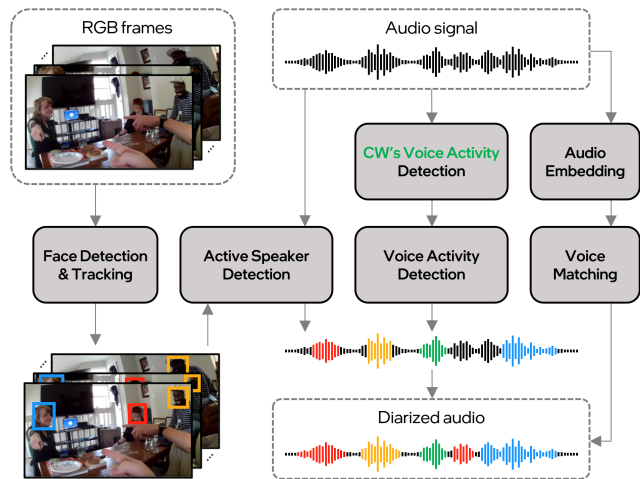 RGB frames
Audio signal
CW's Voice Activity
Detection
Audio
Embedding
Face Detection
& Tracking
Active Speaker
Detection
Voice Activity
Detection
Voice
Matching
Diarized audio